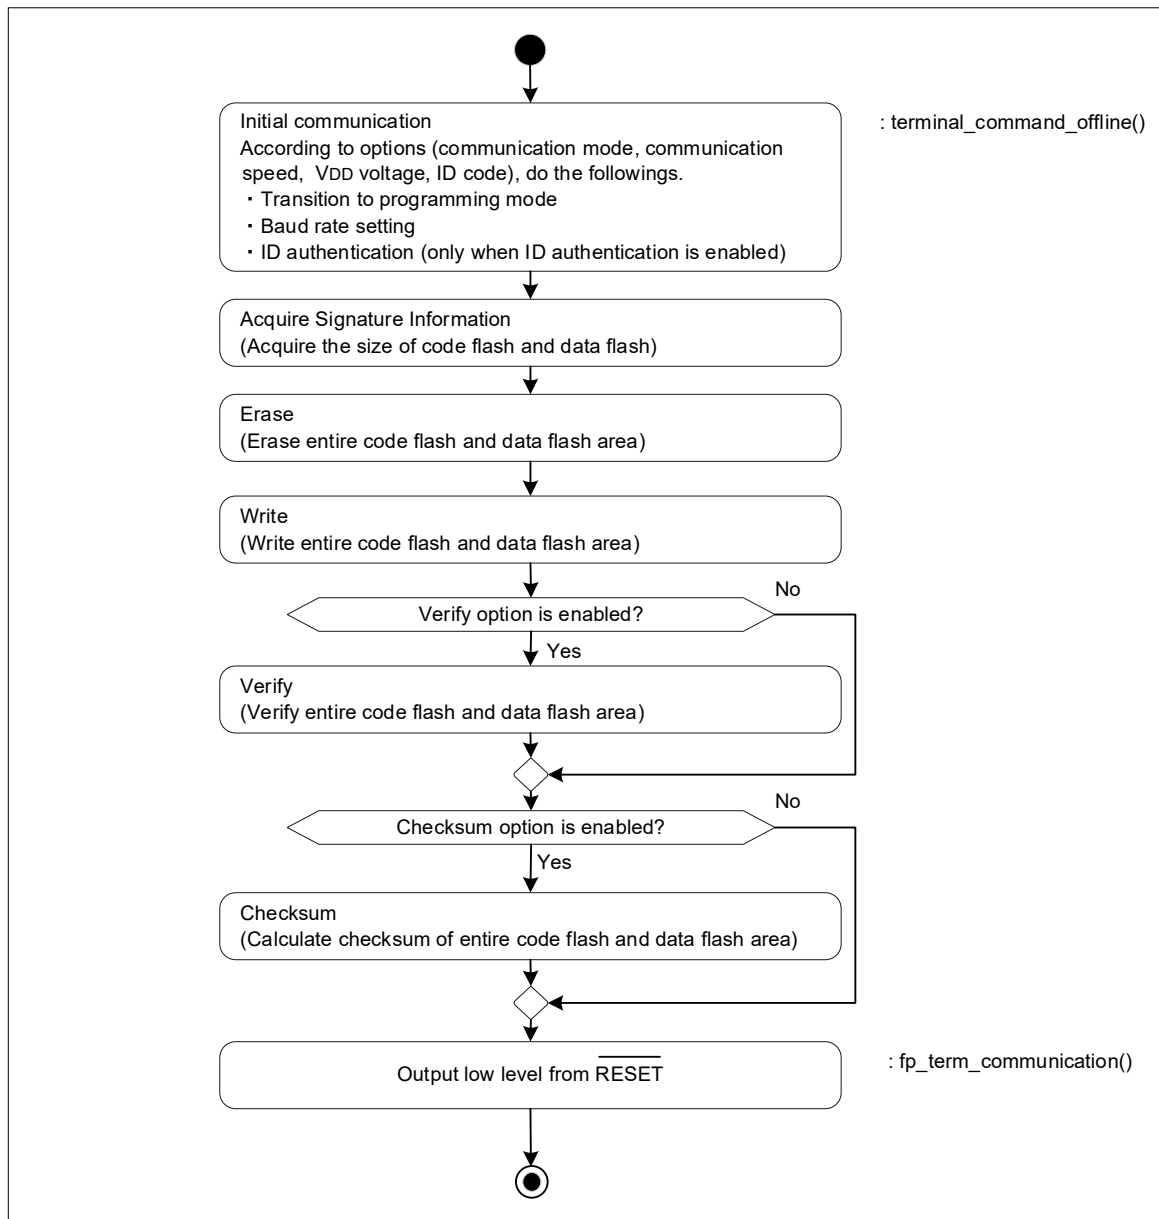 Initial communication
: terminal_command_offline()
According to options (communication mode, communication
speed, VDD voltage, ID code), do the followings.
・Transition to programming mode
・Baud rate setting
・ID authentication (only when ID authentication is enabled)
Acquire Signature Information
(Acquire the size of code flash and data flash)
Erase
(Erase entire code flash and data flash area)
Write
(Write entire code flash and data flash area)
No
Verify option is enabled?
Yes
Verify
(Verify entire code flash and data flash area)
No
Checksum option is enabled?
Yes
Checksum
(Calculate checksum of entire code flash and data flash area)
Output low level from R̅E̅S̅E̅T̅
: fp_term_communication()